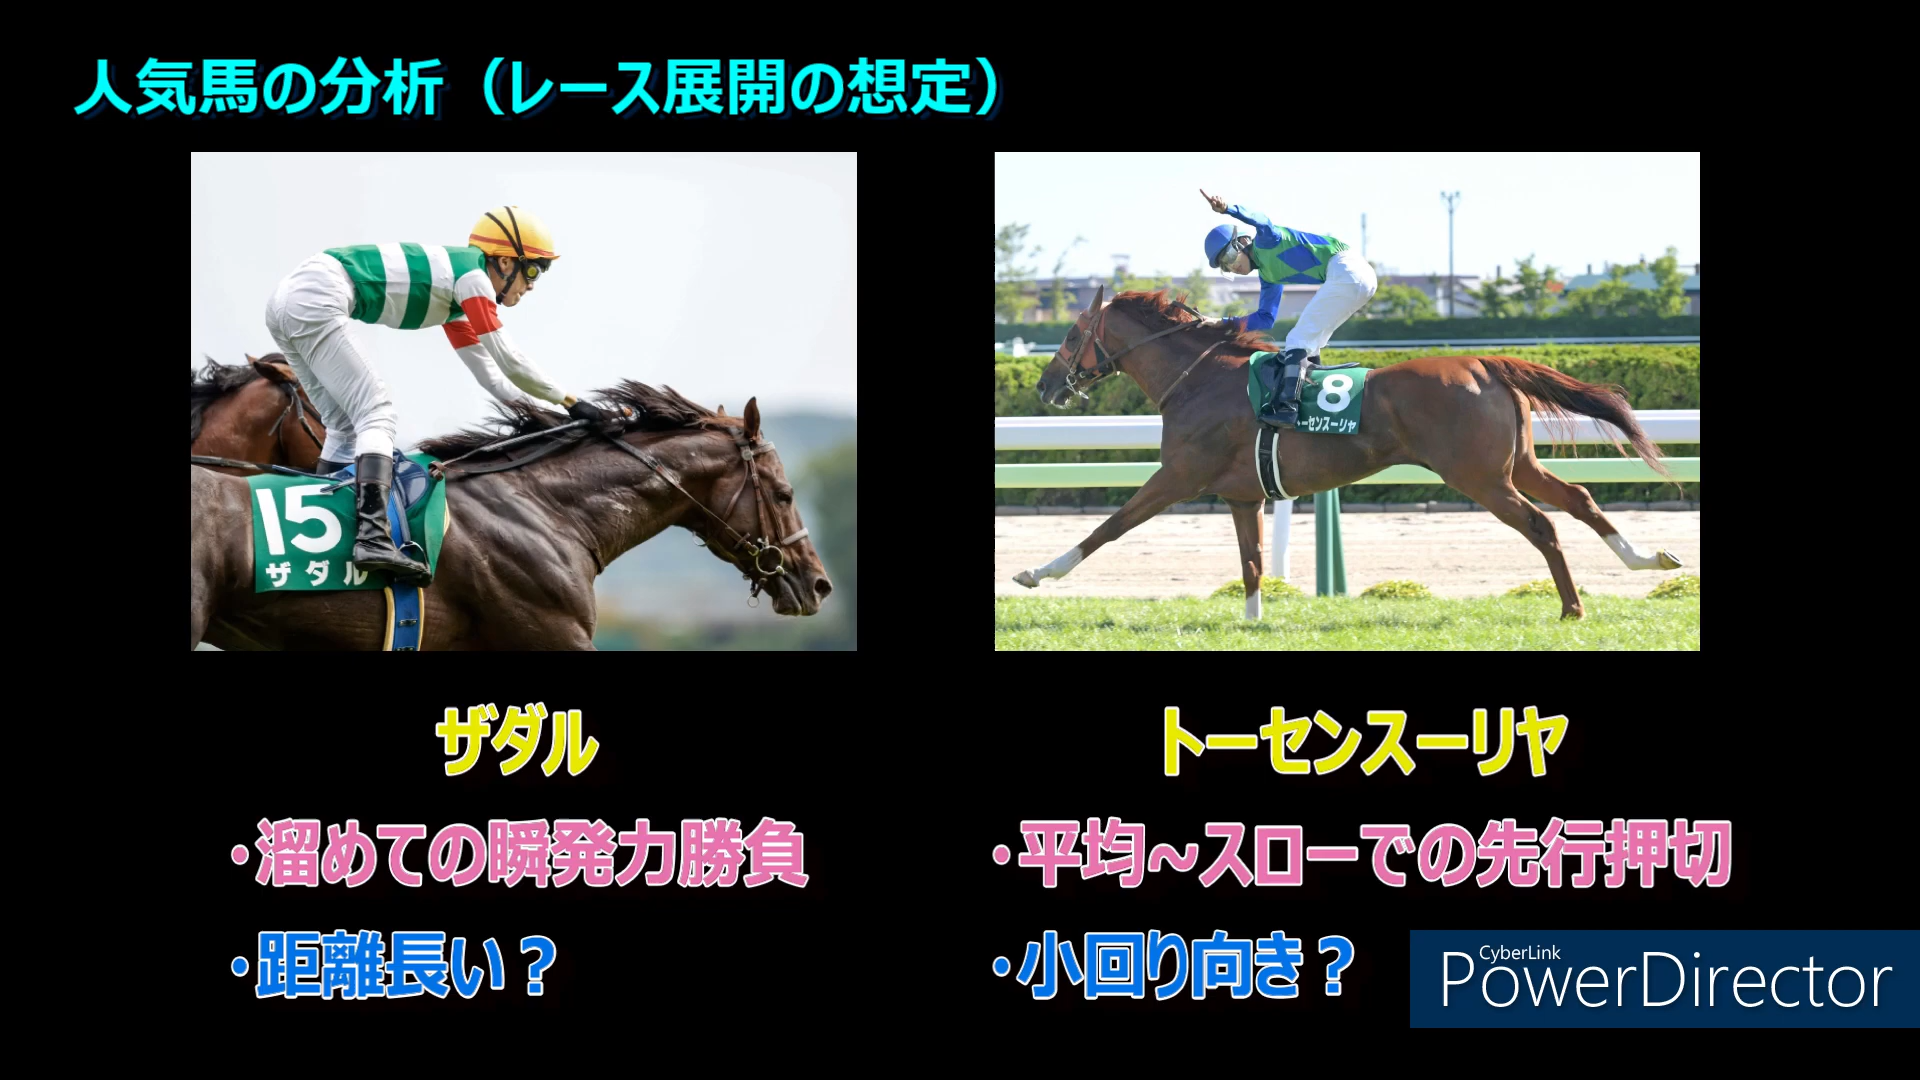 人気馬の分析（レース展開の想定）
15
ザダル
8
ーセンスーリヤ
ザダル
・溜めての瞬発力勝負
・距離長い？
トーセンスーリヤ
・平均～スローでの先行押切
・小回り向き？
CyberLink
PowerDirector